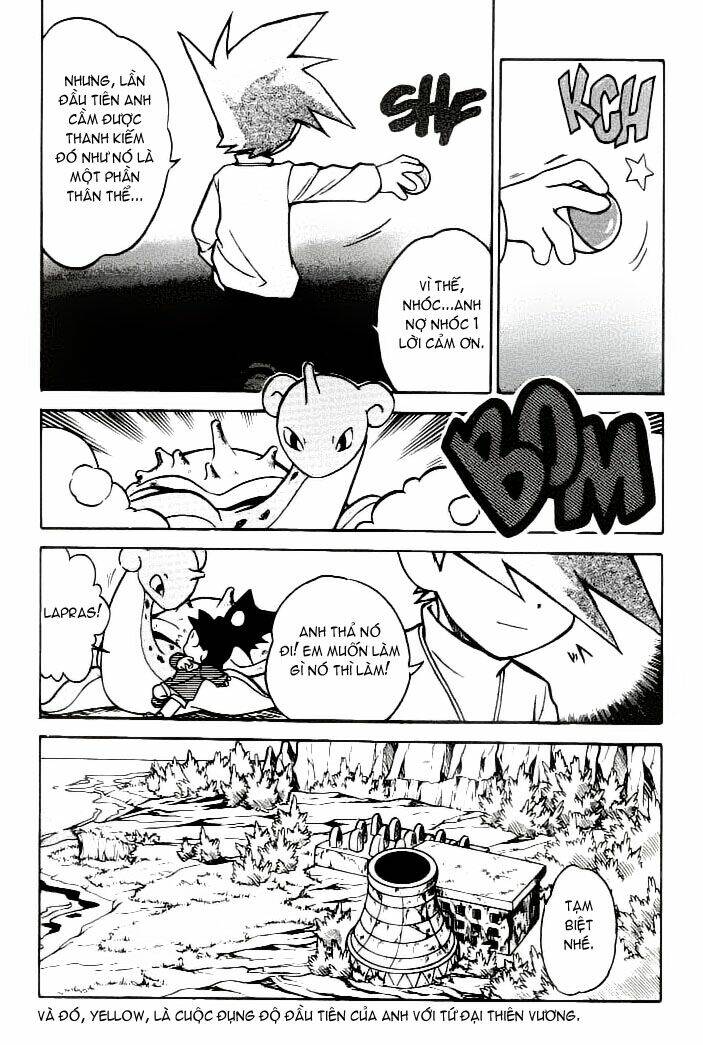 NHƯNG, LẦN
ĐẦU TIÊN ANH
CẦM ĐƯỢC
THANH KIẾM
ĐÓ NHƯ NÓ LÀ
MỘT PHẦN
THÂN THỂ...
SHF
VÌ THẾ,
NHÓC...ANH
NỢ NHÓC 1
LỜI CẢM ƠN.
KCH
BOM
LAPRAS!
ANH THẢ NÓ
ĐI! EM MUỐN LÀM
GÌ NÓ THÌ LÀM!
TẠM
BIỆT
NHÉ.
VÀ ĐÓ, YELLOW, LÀ CUỘC ĐỤNG ĐỘ ĐẦU TIÊN CỦA ANH VỚI TỨ ĐẠI THIÊN VƯƠNG.